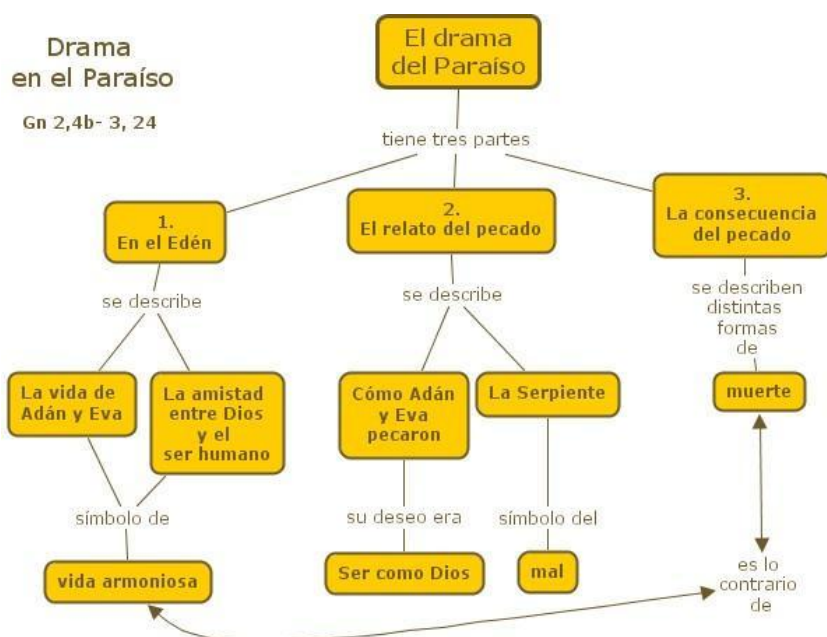 Drama
en el Paraíso
Gn 2,4b- 3, 24
El drama
del Paraíso
tiene tres partes
1.
En el Edén
2.
El relato del pecado
3.
La consecuencia
del pecado
se describe
se describe
se describen
distintas
formas
de
La vida de
Adán y Eva
La amistad
entre Dios
y el
ser humano
Cómo Adán
y Eva
pecaron
La Serpiente
muerte
símbolo de
su deseo era
símbolo del
vida armoniosa
Ser como Dios
mal
es lo
contrario
de